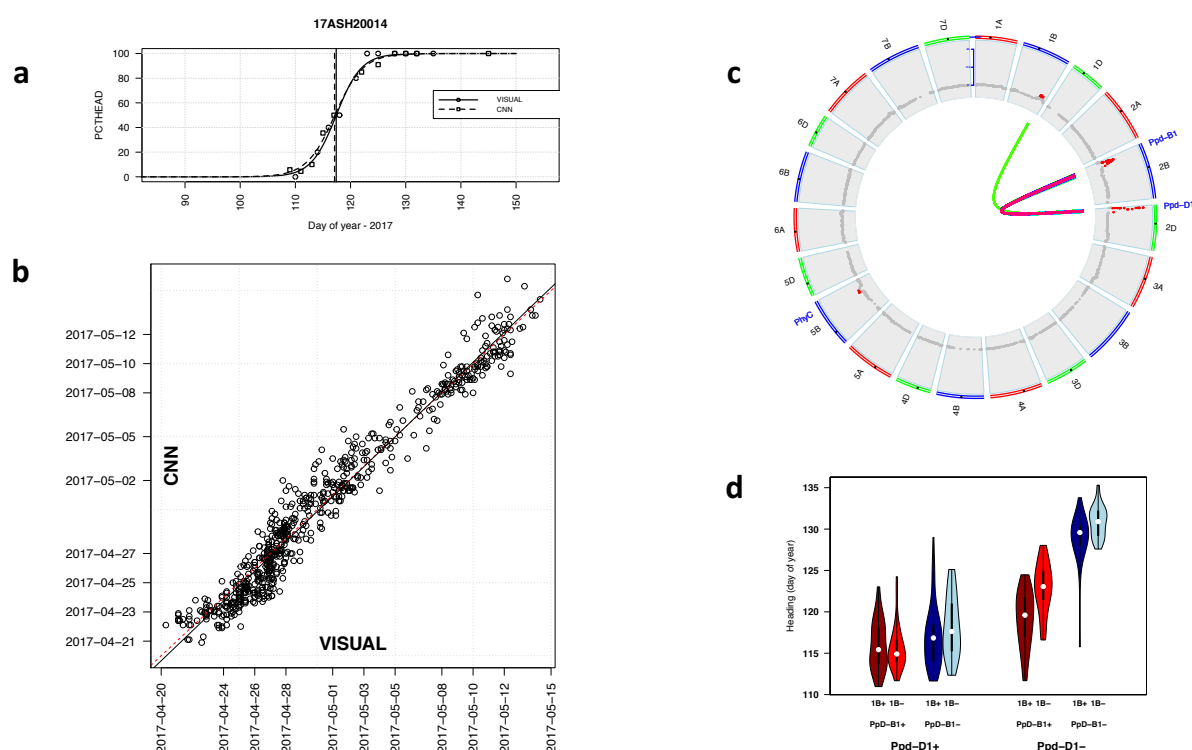 a
17ASH20014
PCTHEAD
100
80
60
40
20
0
VISUAL
CNN
90
100
110
120
130
140
150
Day of year - 2017
b
CNN
2017-05-12
2017-05-10
2017-05-08
2017-05-05
2017-05-02
2017-04-27
2017-04-25
2017-04-23
2017-04-21
VISUAL
2017-04-20
2017-04-24
2017-04-26
2017-04-28
2017-05-01
2017-05-03
2017-05-05
2017-05-07
2017-05-10
2017-05-12
2017-05-15
c
1A
1B
1D
2A
Ppd-B1
2B
Ppd-D1
2D
3A
3B
3D
4A
4B
4D
5A
5B
PhyC
5D
6A
6B
6D
7A
7B
7D
d
Heading (day of year)
135
130
125
120
115
110
1B+ 1B- 1B+ 1B- 1B+ 1B- 1B+ 1B-
PpD-B1+ PpD-B1- PpD-B1+ PpD-B1-
Ppd-D1+ Ppd-D1-